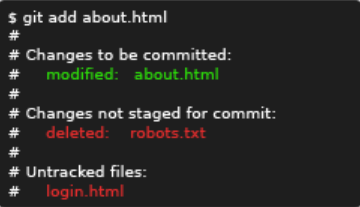 $ git add about.html
#
# Changes to be committed:
#     modified:   about.html
#
# Changes not staged for commit:
#     deleted:    robots.txt
#
# Untracked files:
#     login.html